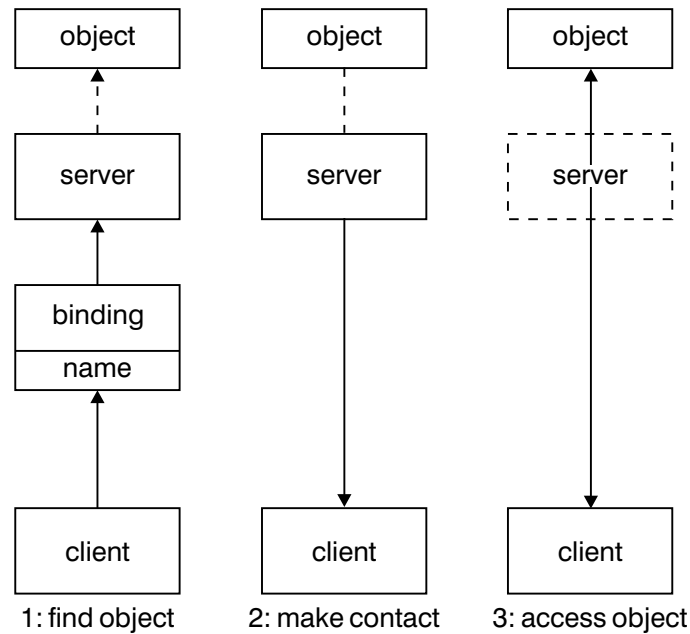 object
server
binding
name
client
1: find object
object
server
client
2: make contact
object
server
client
3: access object